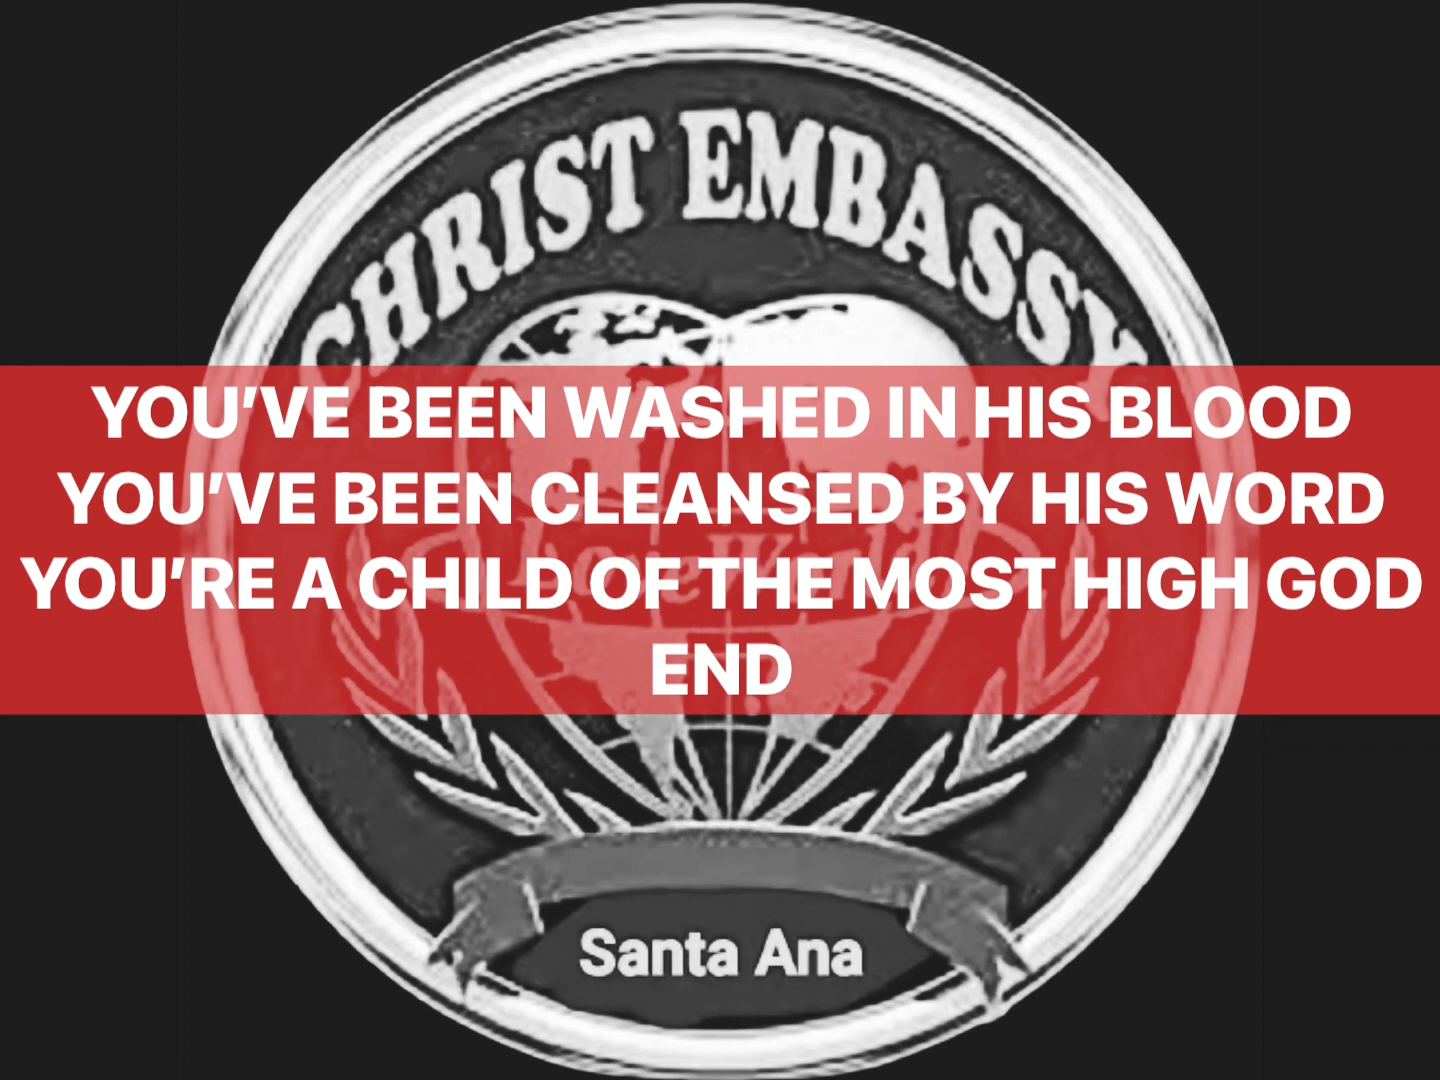 CHRIST EMBASSY
YOU'VE BEEN WASHED IN HIS BLOOD
YOU'VE BEEN CLEANSED BY HIS WORD
YOU'RE A CHILD OF THE MOST HIGH GOD
END
LoveWorld
Santa Ana